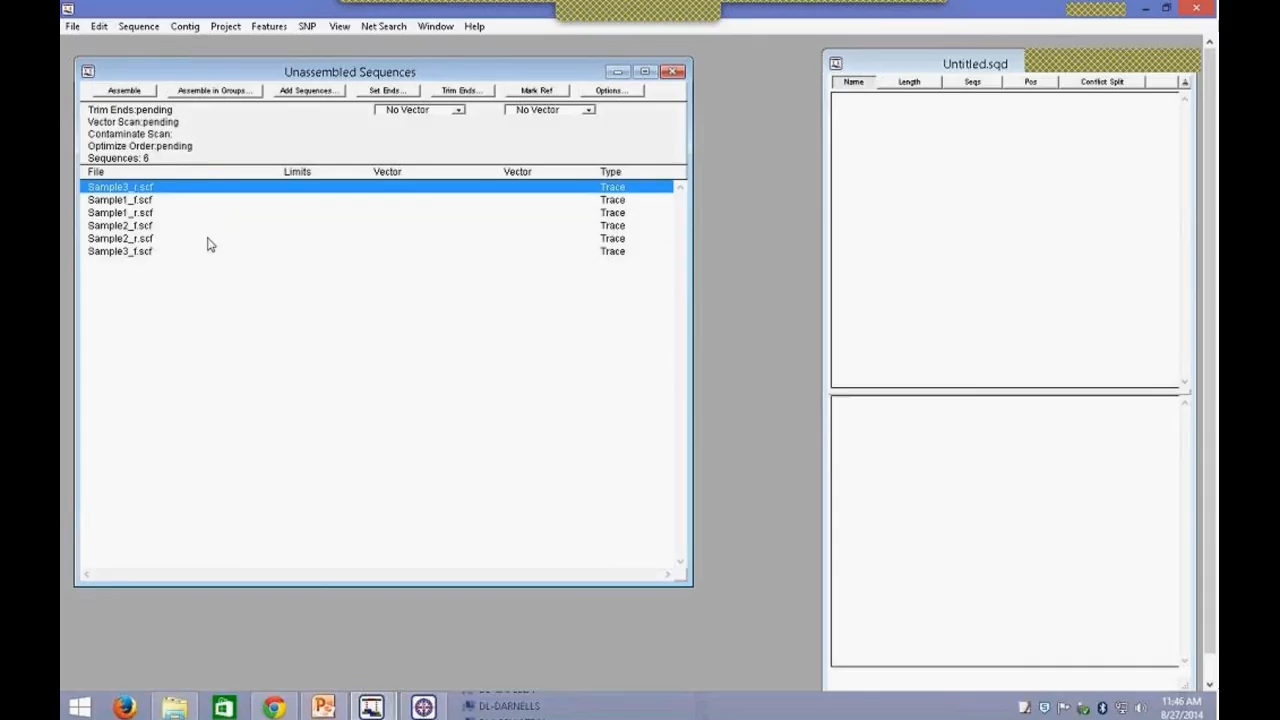 File Edit Sequence Contig Project Features SNP View Net Search Window Help
Unassembled Sequences
Assemble Assemble in Groups... Add Sequences... Set Ends... Trim Ends... Mark Ref Options...
Trim Ends:pending No Vector No Vector
Vector Scan:pending
Contaminate Scan:
Optimize Order:pending
Sequences: 6
File Limits Vector Vector Type
Sample3_r.scf Trace
Sample1_f.scf Trace
Sample1_r.scf Trace
Sample2_f.scf Trace
Sample2_r.scf Trace
Sample3_f.scf Trace
Untitled.sqd
Name Length Seqs Pos Conflict Split
DL-DARNELLS
11:46 AM
8/27/2014